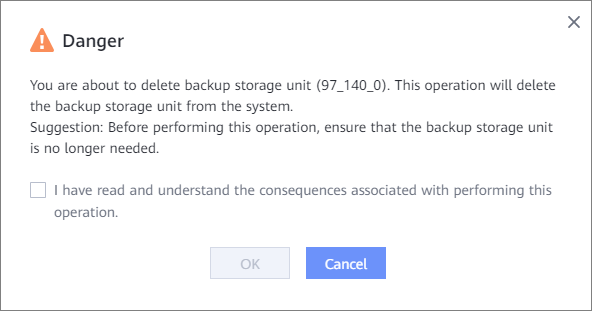 Danger
You are about to delete backup storage unit (97_140_0). This operation will delete
the backup storage unit from the system.
Suggestion: Before performing this operation, ensure that the backup storage unit
is no longer needed.
I have read and understand the consequences associated with performing this
operation.
OK
Cancel